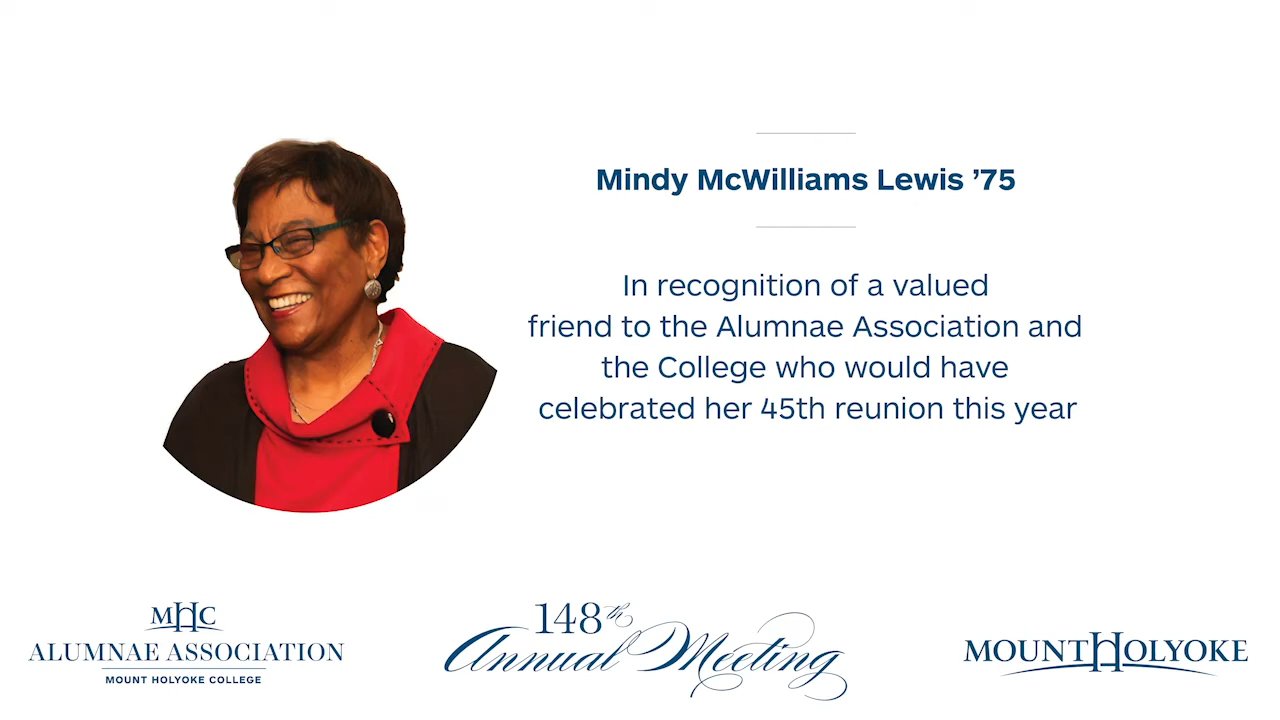 Mindy McWilliams Lewis ’75
In recognition of a valued
friend to the Alumnae Association and
the College who would have
celebrated her 45th reunion this year
MHC
ALUMNAE ASSOCIATION
MOUNT HOLYOKE COLLEGE
148th
Annual Meeting
MOUNT HOLYOKE